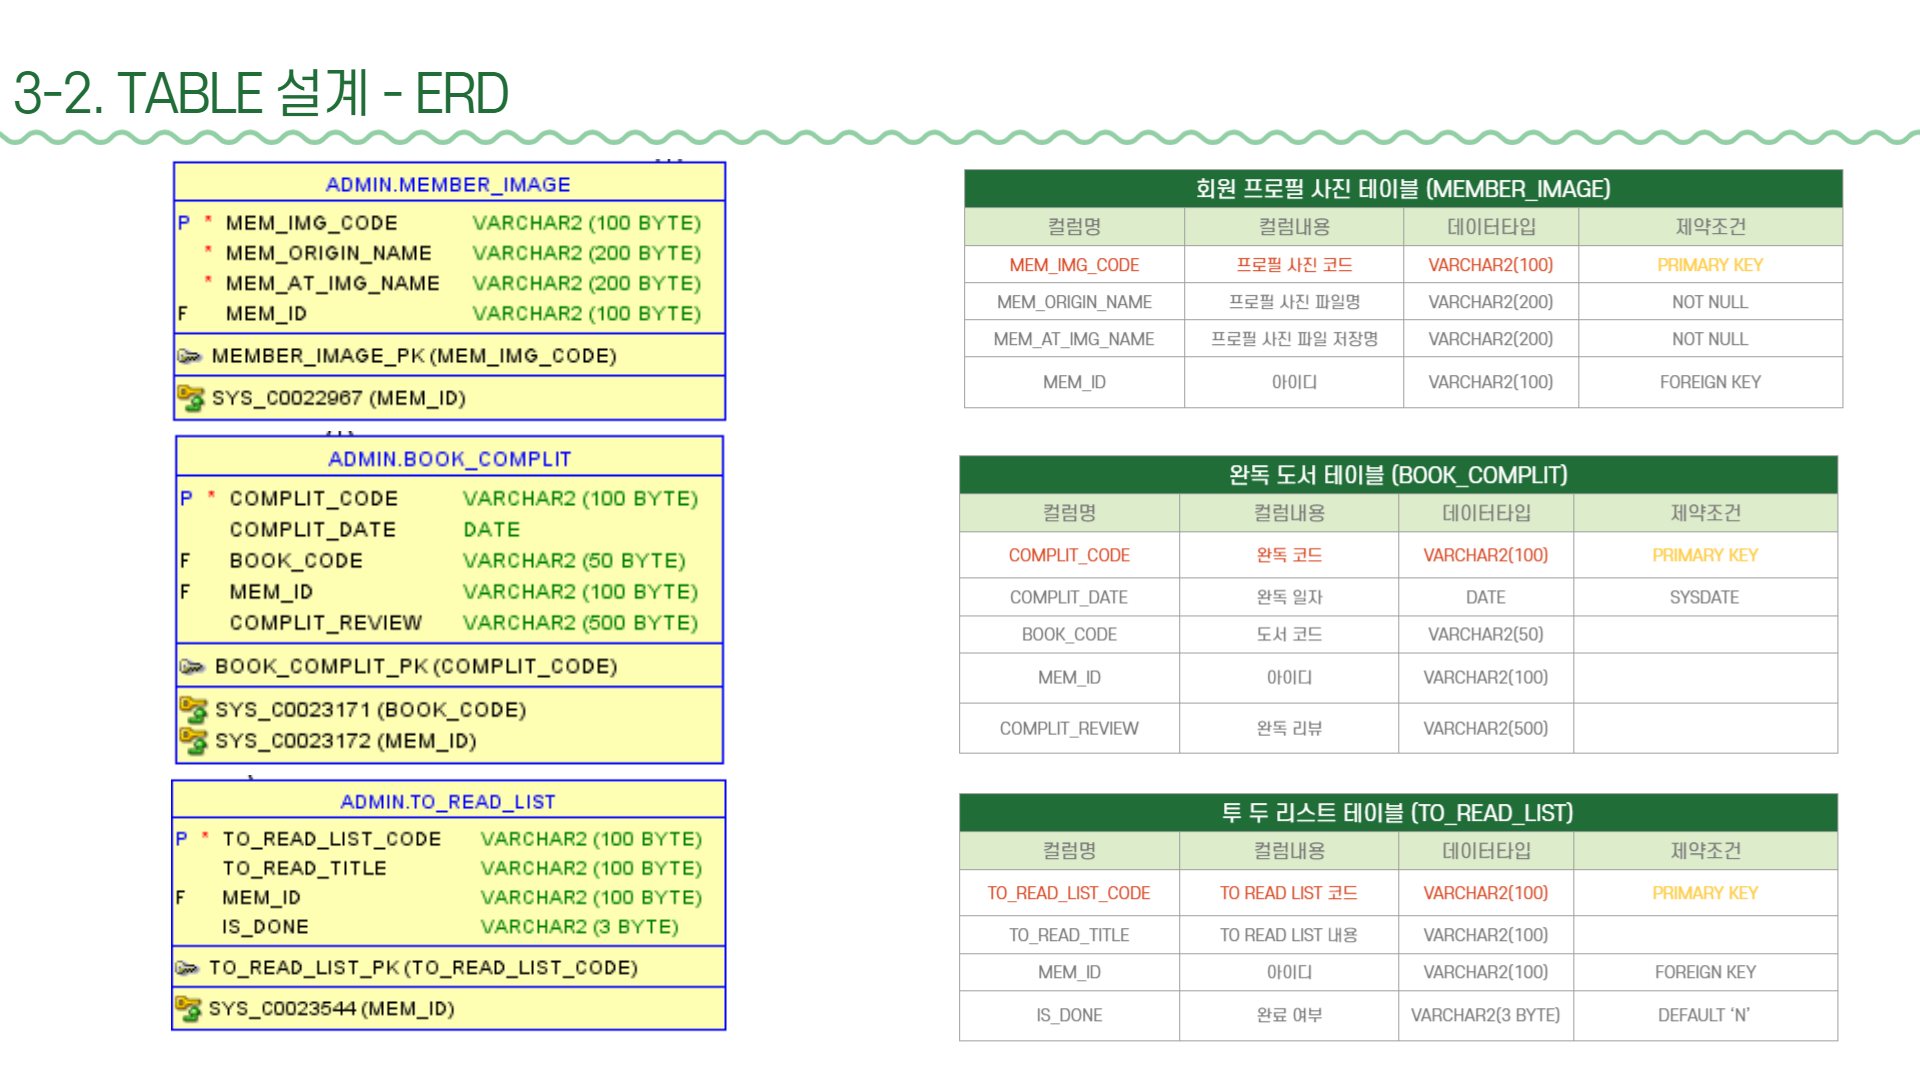 3-2. TABLE 설계 - ERD
ADMIN.MEMBER_IMAGE
P * MEM_IMG_CODE VARCHAR2 (100 BYTE)
* MEM_ORIGIN_NAME VARCHAR2 (200 BYTE)
* MEM_AT_IMG_NAME VARCHAR2 (200 BYTE)
F MEM_ID VARCHAR2 (100 BYTE)
MEMBER_IMAGE_PK (MEM_IMG_CODE)
SYS_C0022967 (MEM_ID)
회원 프로필 사진 테이블 (MEMBER_IMAGE)
컬럼명 컬럼내용 데이터타입 제약조건
MEM_IMG_CODE 프로필 사진 코드 VARCHAR2(100) PRIMARY KEY
MEM_ORIGIN_NAME 프로필 사진 파일명 VARCHAR2(200) NOT NULL
MEM_AT_IMG_NAME 프로필 사진 파일 저장명 VARCHAR2(200) NOT NULL
MEM_ID 아이디 VARCHAR2(100) FOREIGN KEY
ADMIN.BOOK_COMPLIT
P * COMPLIT_CODE VARCHAR2 (100 BYTE)
COMPLIT_DATE DATE
F BOOK_CODE VARCHAR2 (50 BYTE)
F MEM_ID VARCHAR2 (100 BYTE)
COMPLIT_REVIEW VARCHAR2 (500 BYTE)
BOOK_COMPLIT_PK (COMPLIT_CODE)
SYS_C0023171 (BOOK_CODE)
SYS_C0023172 (MEM_ID)
완독 도서 테이블 (BOOK_COMPLIT)
컬럼명 컬럼내용 데이터타입 제약조건
COMPLIT_CODE 완독 코드 VARCHAR2(100) PRIMARY KEY
COMPLIT_DATE 완독 일자 DATE SYSDATE
BOOK_CODE 도서 코드 VARCHAR2(50)
MEM_ID 아이디 VARCHAR2(100)
COMPLIT_REVIEW 완독 리뷰 VARCHAR2(500)
ADMIN.TO_READ_LIST
P * TO_READ_LIST_CODE VARCHAR2 (100 BYTE)
TO_READ_TITLE VARCHAR2 (100 BYTE)
F MEM_ID VARCHAR2 (100 BYTE)
IS_DONE VARCHAR2 (3 BYTE)
TO_READ_LIST_PK (TO_READ_LIST_CODE)
SYS_C0023544 (MEM_ID)
투 두 리스트 테이블 (TO_READ_LIST)
컬럼명 컬럼내용 데이터타입 제약조건
TO_READ_LIST_CODE TO READ LIST 코드 VARCHAR2(100) PRIMARY KEY
TO_READ_TITLE TO READ LIST 내용 VARCHAR2(100)
MEM_ID 아이디 VARCHAR2(100) FOREIGN KEY
IS_DONE 완료 여부 VARCHAR2(3 BYTE) DEFAULT ‘N’